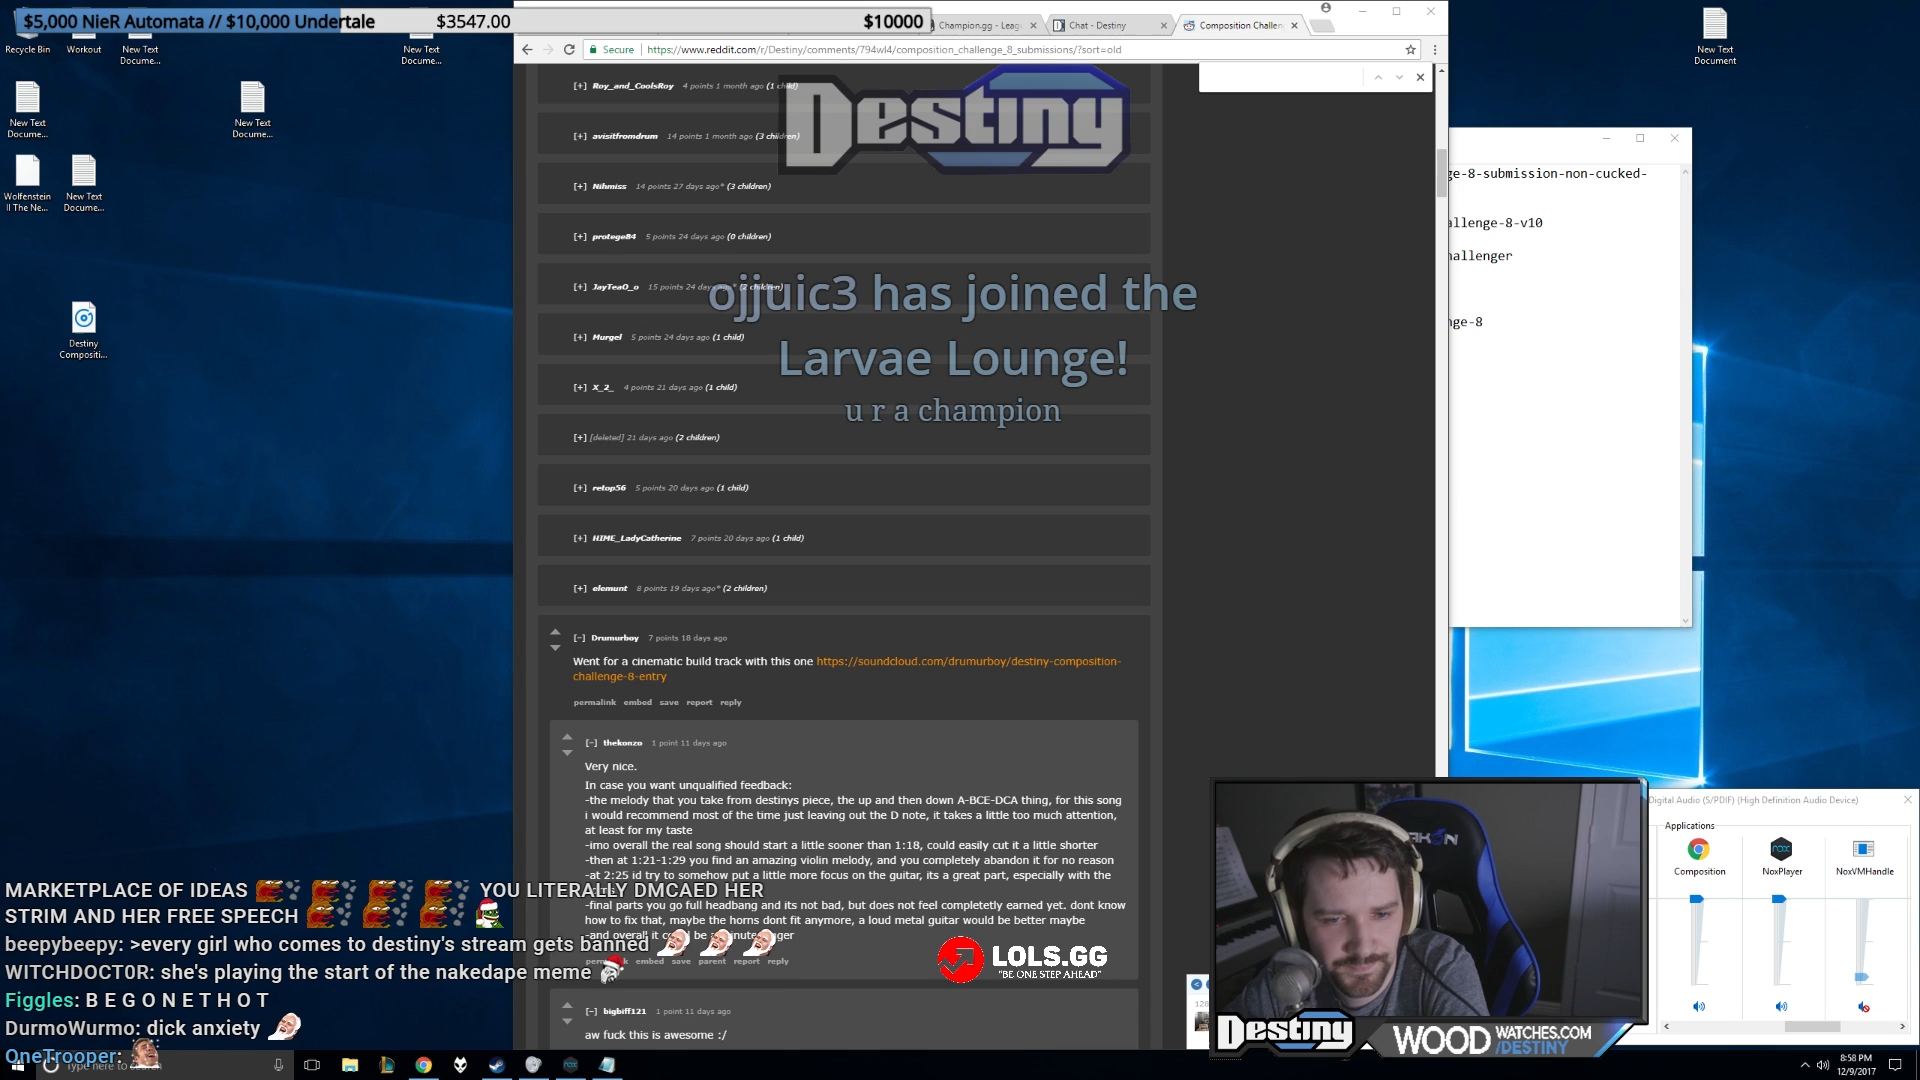 $5,000 NieR Automata // $10,000 Undertale
$3547.00
$10000
Champion.gg - Leag
Chat - Destiny
Composition Challen
Secure
https://www.reddit.com/r/Destiny/comments/794wl4/composition_challenge_8_submissions/?sort=old
Recycle Bin
Workout
New Text
Docume...
New Text
Docume...
New Text
Document
New Text
Docume...
New Text
Docume...
Wolfenstein
II The Ne...
New Text
Docume...
Destiny
Compositi...
[+] Roy_and_CoolsRoy 4 points 1 month ago (1 child)
[+] avisitfromdrum 14 points 1 month ago (3 children)
[+] Nihmiss 14 points 27 days ago* (3 children)
[+] protege84 5 points 24 days ago (0 children)
[+] JayTeaO_o 15 points 24 days ago* (2 children)
[+] Murgel 5 points 24 days ago (1 child)
[+] X_2_ 4 points 21 days ago (1 child)
[+] [deleted] 21 days ago (2 children)
[+] retop56 5 points 20 days ago (1 child)
[+] HIME_LadyCatherine 7 points 20 days ago (1 child)
[+] elemunt 8 points 19 days ago* (2 children)
Destiny
ojjuic3 has joined the
Larvae Lounge!
u r a champion
ge-8-submission-non-cucked-
allenge-8-v10
hallenger
nge-8
[–] Drumurboy 7 points 18 days ago
Went for a cinematic build track with this one https://soundcloud.com/drumurboy/destiny-composition-
challenge-8-entry
permalink embed save report reply
[–] thekonzo 1 point 11 days ago
Very nice.
In case you want unqualified feedback:
-the melody that you take from destinys piece, the up and then down A-BCE-DCA thing, for this song
i would recommend most of the time just leaving out the D note, it takes a little too much attention,
at least for my taste
-imo overall the real song should start a little sooner than 1:18, could easily cut it a little shorter
-then at 1:21-1:29 you find an amazing violin melody, and you completely abandon it for no reason
-at 2:25 id try to somehow put a little more focus on the guitar, its a great part, especially with the
-final parts you go full headbang and its not bad, but does not feel completetly earned yet. dont know
how to fix that, maybe the horns dont fit anymore, a loud metal guitar would be better maybe
-and overall it
embed save parent report reply
[–] bigbiff121 1 point 11 days ago
aw fuck this is awesome :/
MARKETPLACE OF IDEAS YOU LITERALLY DMCAED HER
STRIM AND HER FREE SPEECH
beepybeepy: >every girl who comes to destiny's stream gets banned
WITCHDOCT0R: she's playing the start of the nakedape meme
Figgles: B E G O N E T H O T
DurmoWurmo: dick anxiety
OneTrooper:
LOLS.GG
"BE ONE STEP AHEAD"
Digital Audio (S/PDIF) (High Definition Audio Device)
Applications
Composition
NoxPlayer
NoxVMHandle
Destiny
WOODWATCHES.COM
/DESTINY
8:58 PM
12/9/2017